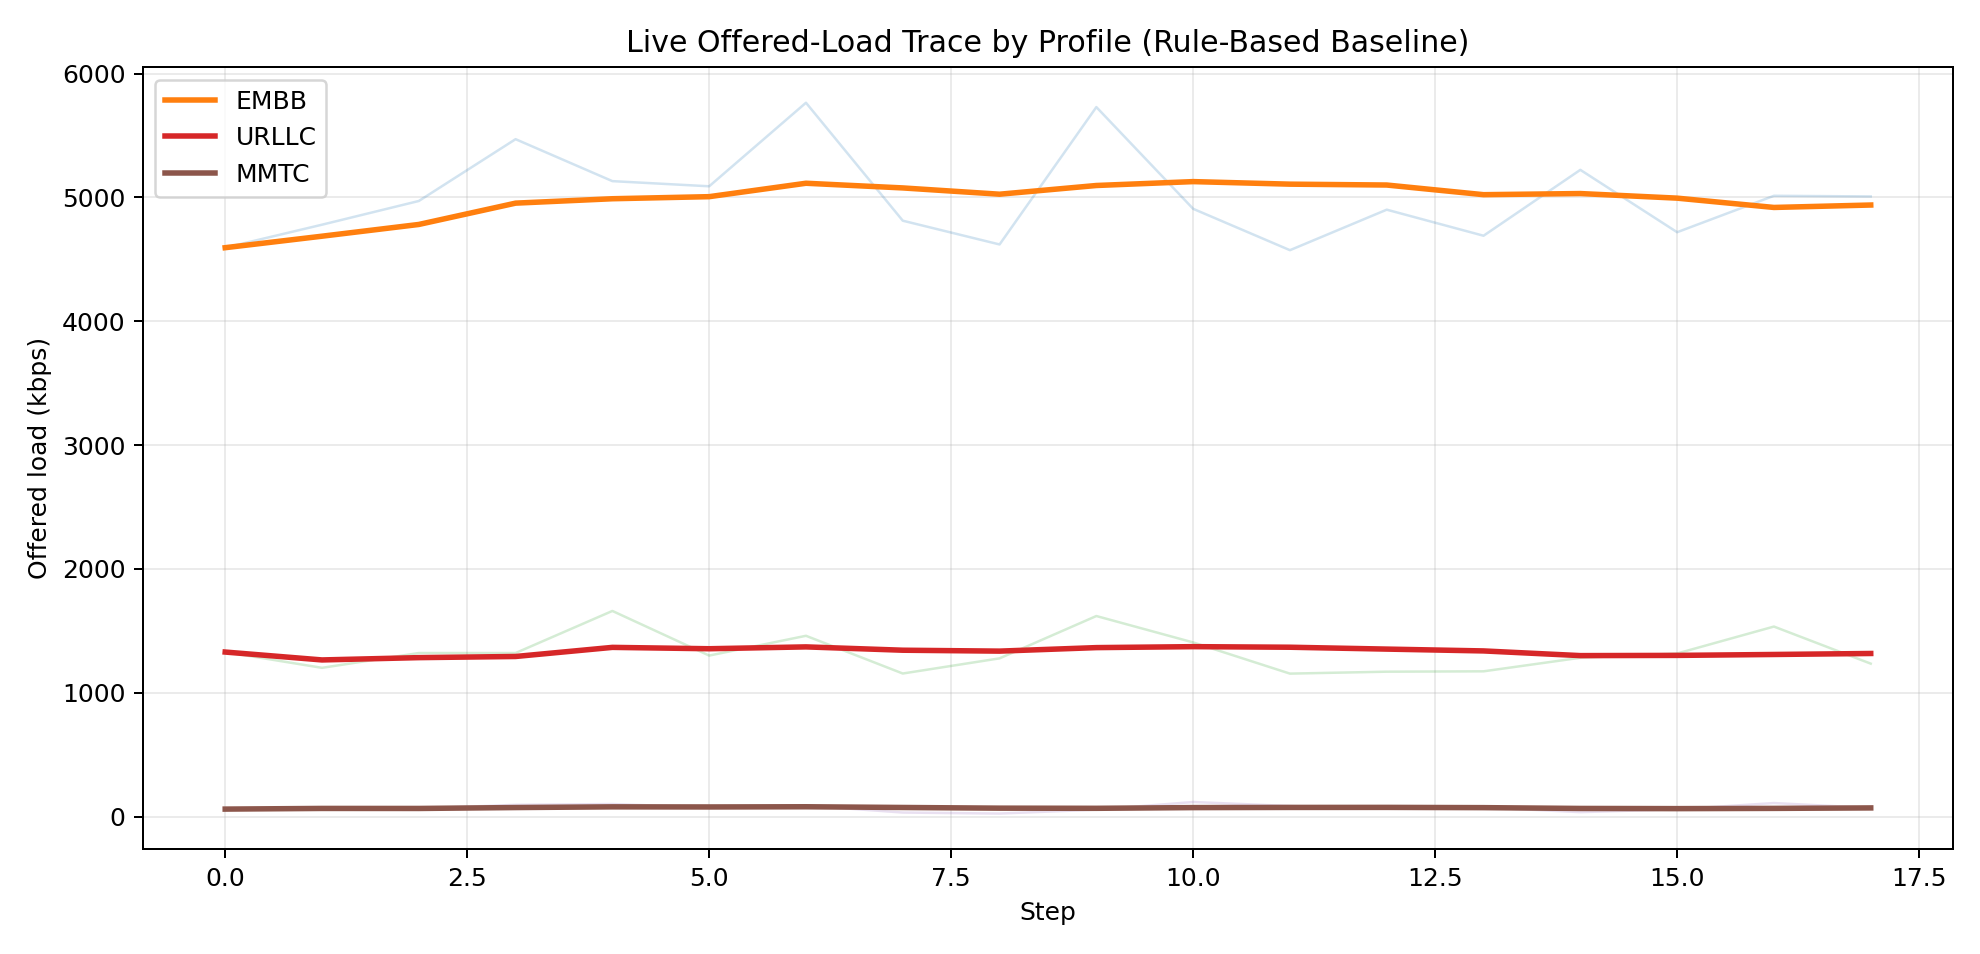 Live Offered-Load Trace by Profile (Rule-Based Baseline)
EMBB
URLLC
MMTC
Offered load (kbps)
6000
5000
4000
3000
2000
1000
0
0.0 2.5 5.0 7.5 10.0 12.5 15.0 17.5
Step